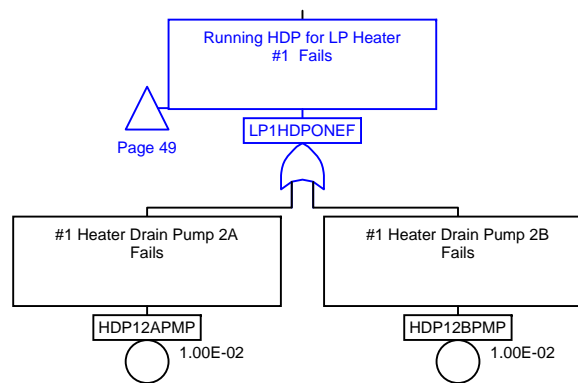 Running HDP for LP Heater
#1 Fails
LP1HDPONEF
Page 49
#1 Heater Drain Pump 2A
Fails
#1 Heater Drain Pump 2B
Fails
HDP12APMP
1.00E-02
HDP12BPMP
1.00E-02